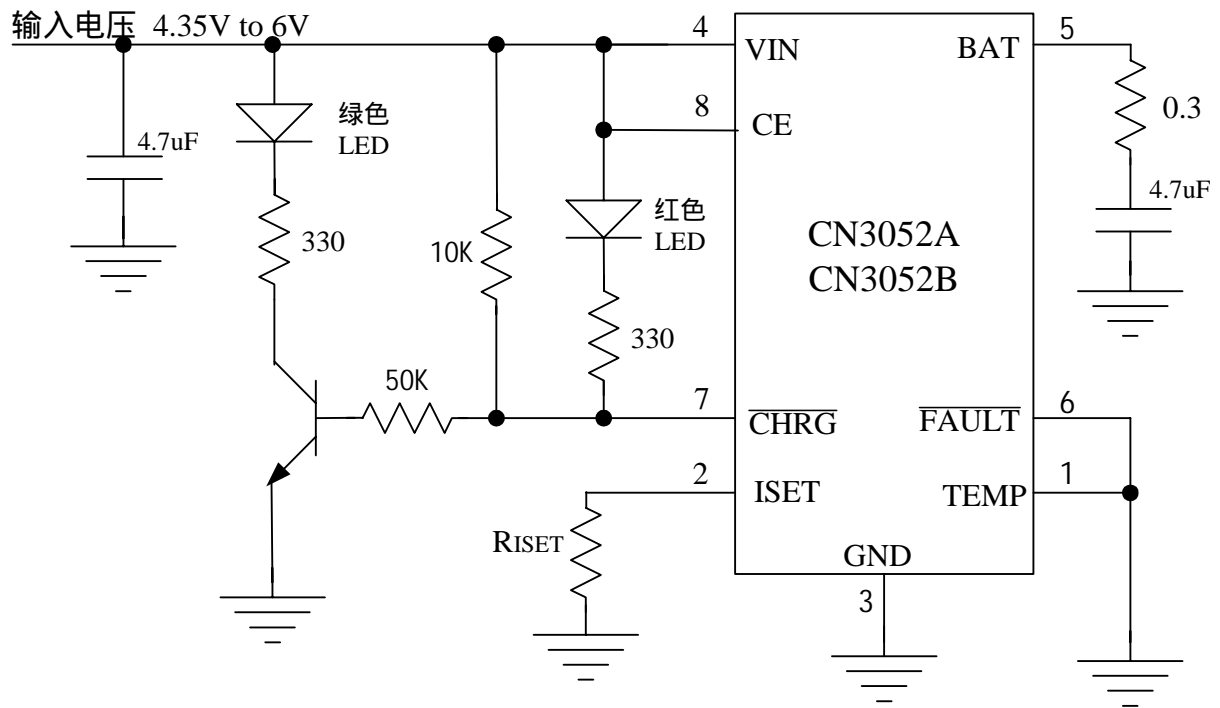 输入电压 4.35V to 6V
4
VIN
BAT
5
绿色
LED
4.7uF
8
CE
0.3
4.7uF
红色
LED
330
10K
CN3052A
CN3052B
330
50K
7
CHRG
FAULT
6
2
ISET
TEMP
1
RISET
GND
3